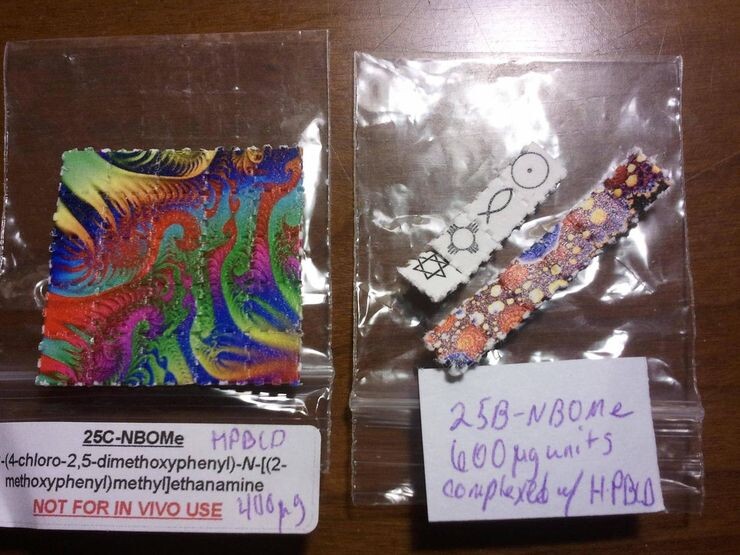 25C-NBOMe HPBCD
-(4-chloro-2,5-dimethoxyphenyl)-N-[(2-
methoxyphenyl)methyl]ethanamine
NOT FOR IN VIVO USE 400µg
25B-NBOMe
600 µg units
complexed w/ HPBCD